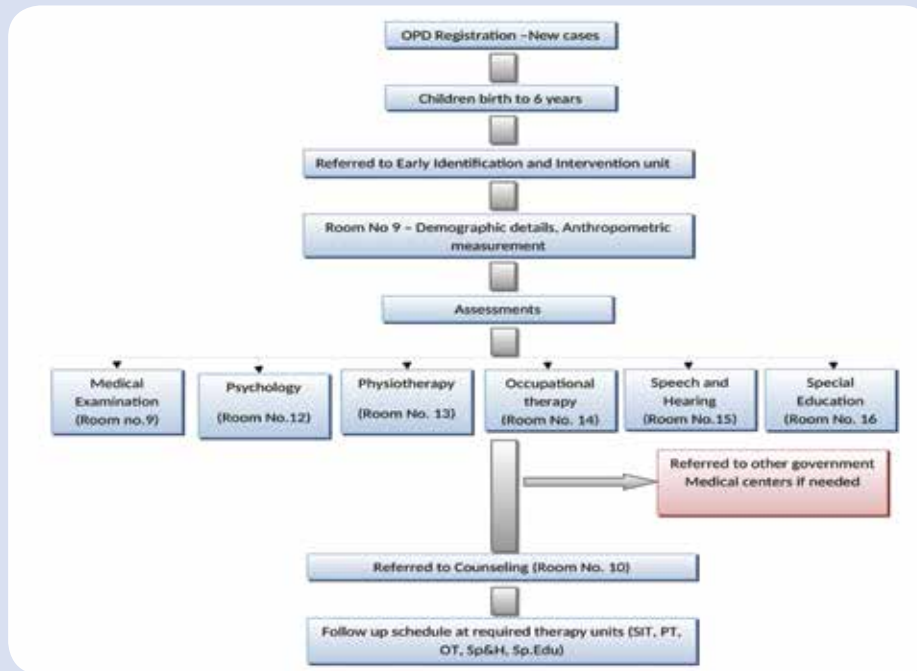 OPD Registration –New cases
Children birth to 6 years
Referred to Early Identification and Intervention unit
Room No 9 – Demographic details, Anthropometric
measurement
Assessments
Medical
Examination
(Room no.9)
Psychology
(Room No.12)
Physiotherapy
(Room No. 13)
Occupational
therapy
(Room No. 14)
Speech and
Hearing
(Room No.15)
Special
Education
(Room No. 16
Referred to other government
Medical centers if needed
Referred to Counseling (Room No. 10)
Follow up schedule at required therapy units (SIT, PT,
OT, Sp&H, Sp.Edu)